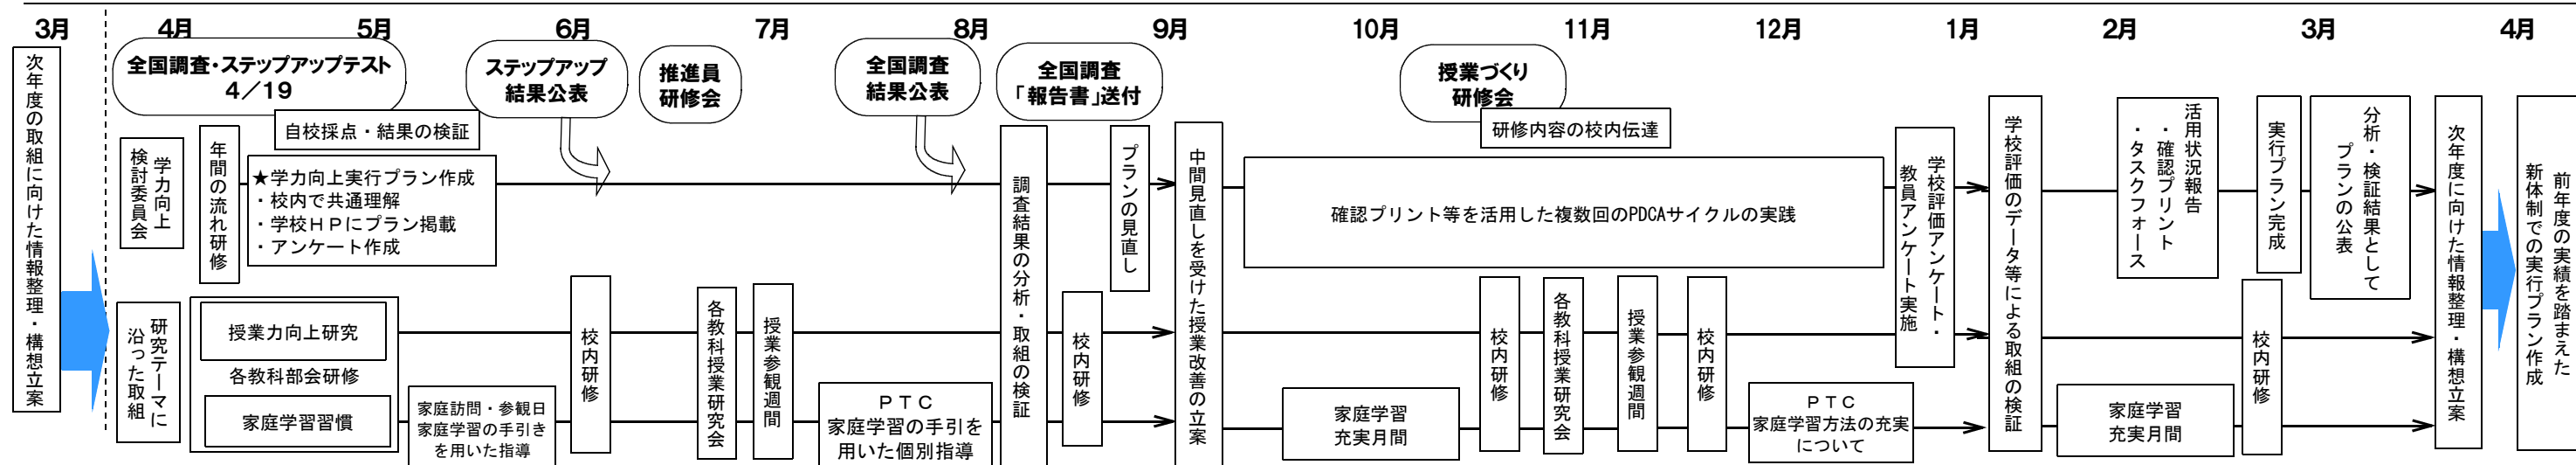 3月
4月
5月
6月
7月
8月
9月
10月
11月
12月
1月
2月
3月
4月
次年度の取組に向けた情報整理・構想立案
全国調査・ステップアップテスト
4/19
自校採点・結果の検証
ステップアップ
結果公表
推進員
研修会
全国調査
結果公表
全国調査
「報告書」送付
授業づくり
研修会
研修内容の校内伝達
学力向上
検討委員会
年間の流れ研修
★学力向上実行プラン作成
・校内で共通理解
・学校HPにプラン掲載
・アンケート作成
研究テーマに
沿った取組
授業力向上研究
各教科部会研修
家庭学習習慣
家庭訪問・参観日
家庭学習の手引き
を用いた指導
校内研修
各教科授業研究会
授業参観週間
PTC
家庭学習の手引を
用いた個別指導
調査結果の分析・取組の検証
校内研修
プランの見直し
中間見直しを受けた授業改善の立案
確認プリント等を活用した複数回のPDCAサイクルの実践
家庭学習
充実月間
校内研修
各教科授業研究会
授業参観週間
校内研修
PTC
家庭学習方法の充実
について
学校評価アンケート・
教員アンケート実施
学校評価のデータ等による取組の検証
活用状況報告
・確認プリント
・タスクフォース
家庭学習
充実月間
校内研修
実行プラン完成
分析・検証結果として
プランの公表
次年度に向けた情報整理・構想立案
前年度の実績を踏まえた
新体制での実行プラン作成